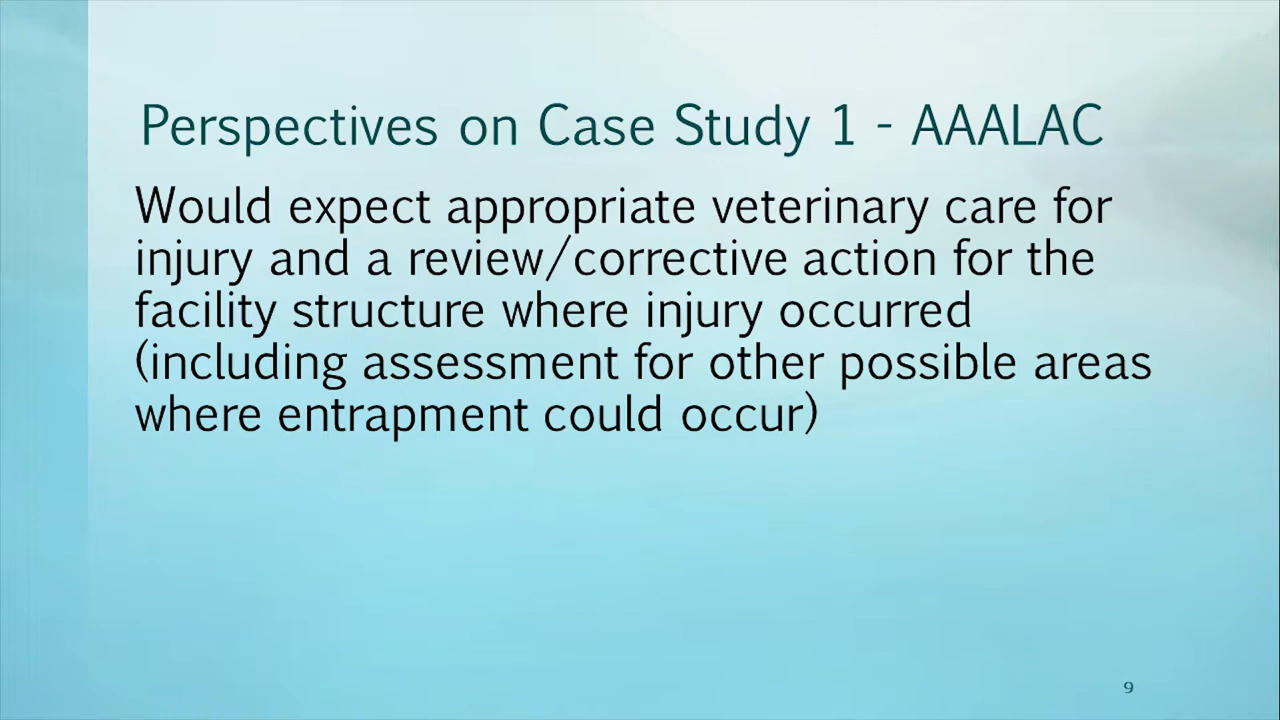 Perspectives on Case Study 1 - AAALAC
Would expect appropriate veterinary care for
injury and a review/corrective action for the
facility structure where injury occurred
(including assessment for other possible areas
where entrapment could occur)
9